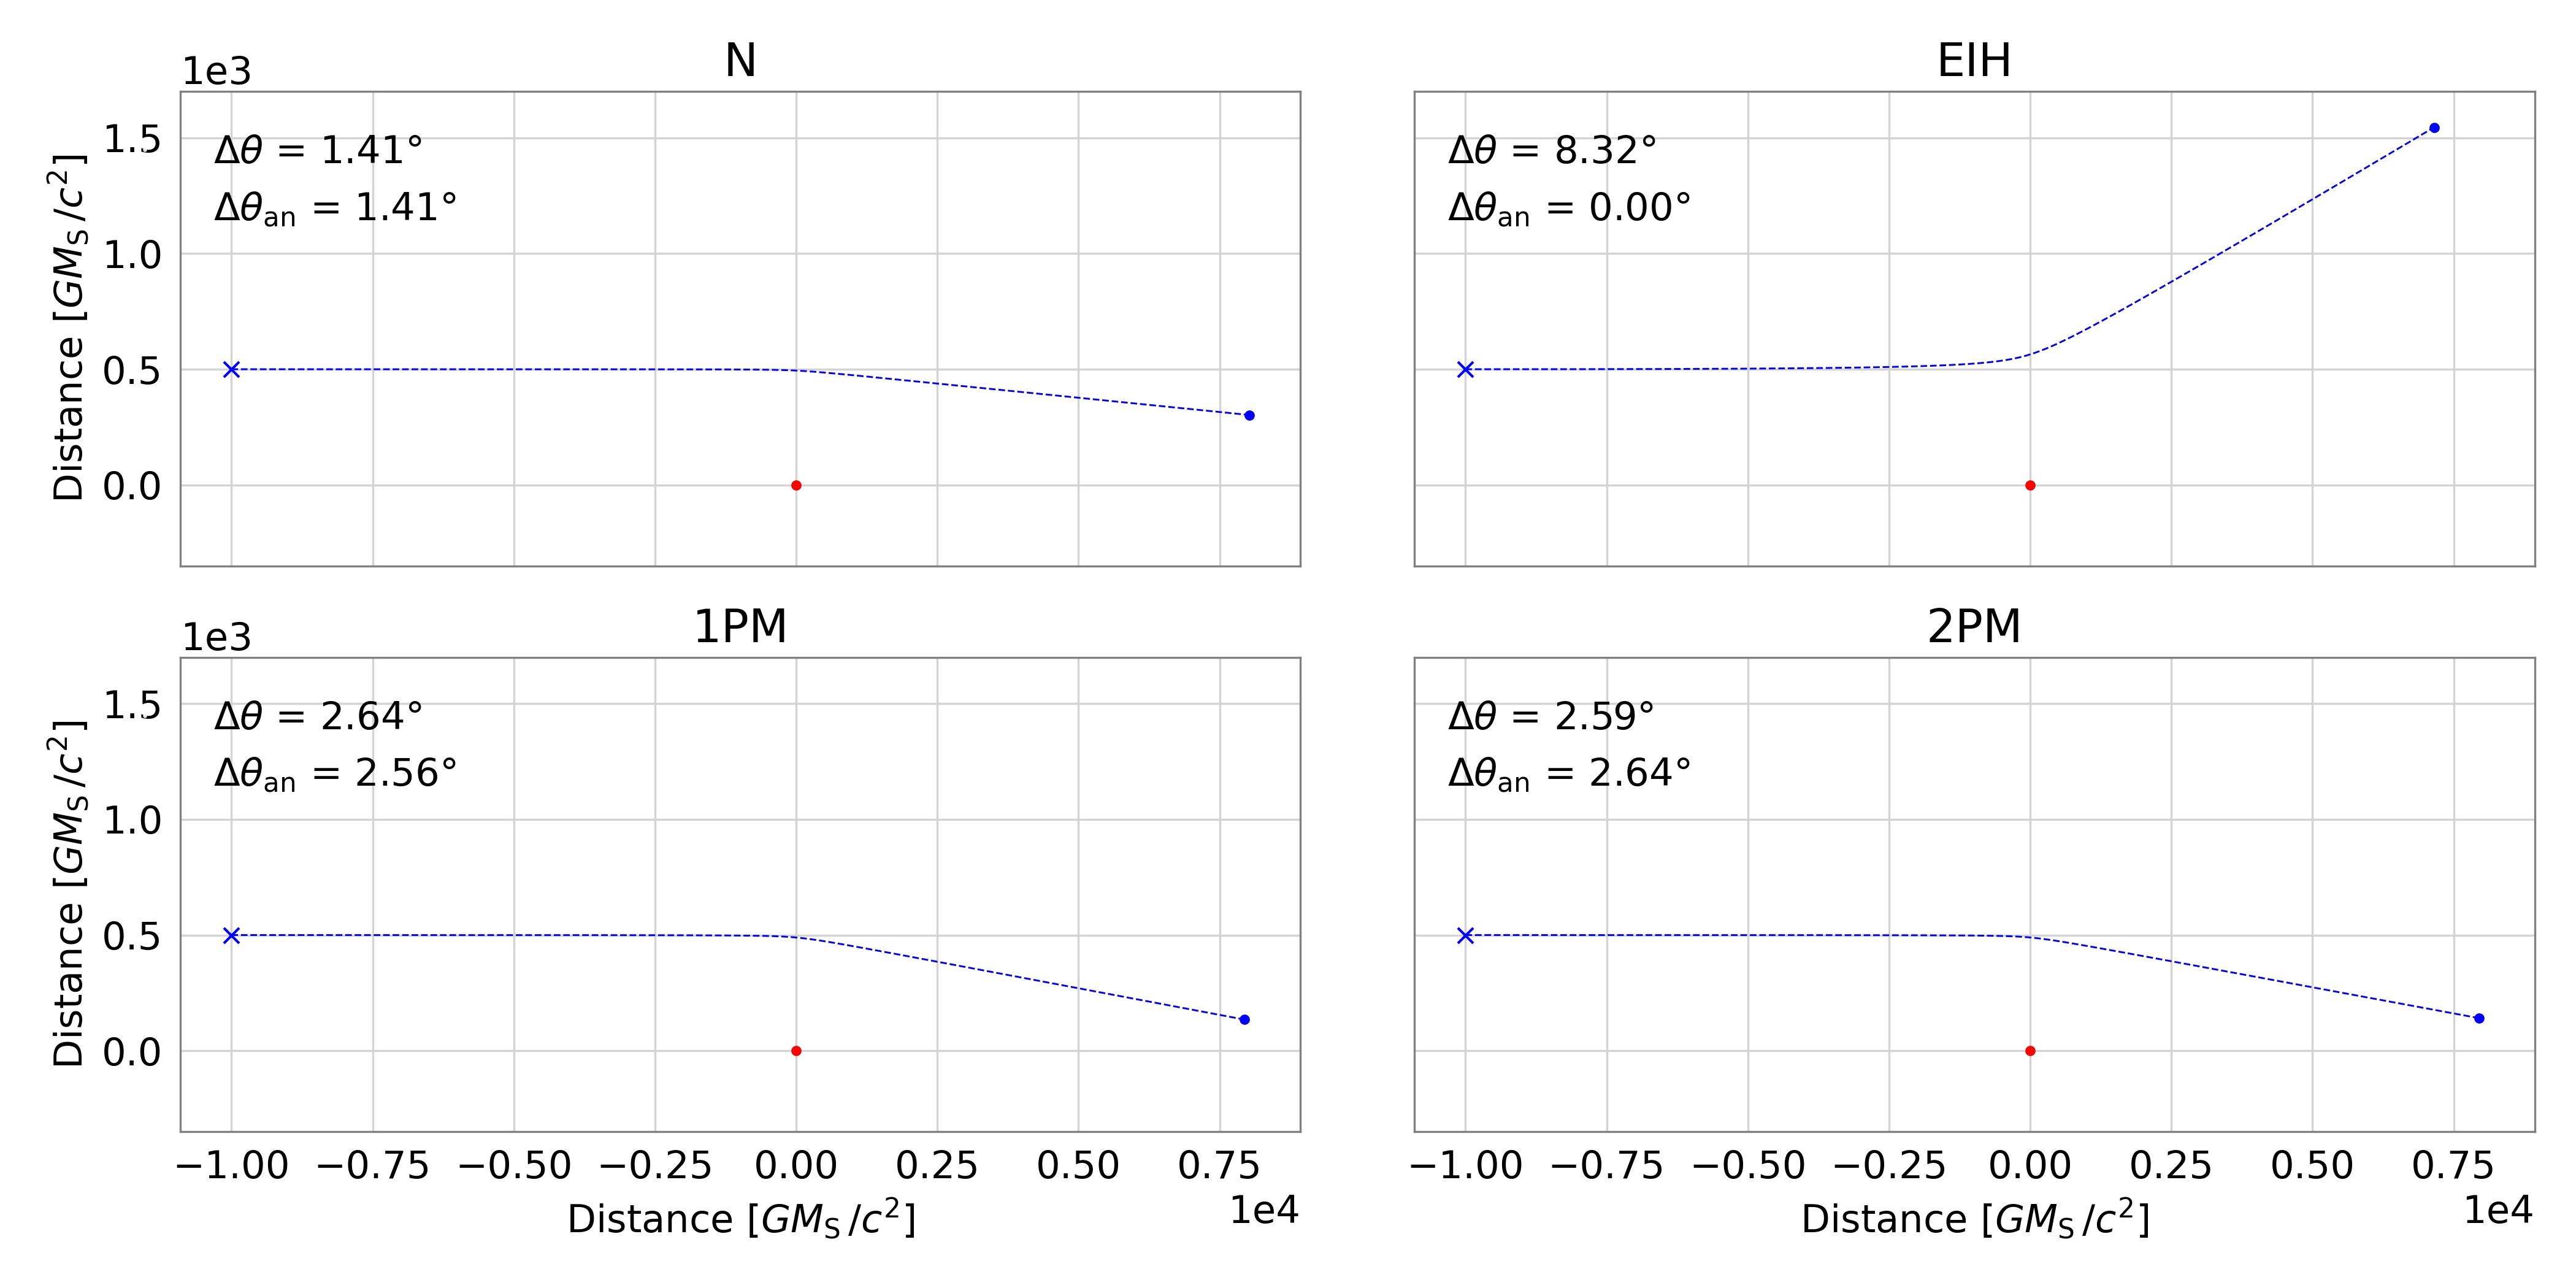 N
1e3
Δθ = 1.41°
Δθan = 1.41°
1.5
1.0
0.5
0.0
Distance [GMS/c²]
EIH
Δθ = 8.32°
Δθan = 0.00°
1PM
1e3
Δθ = 2.64°
Δθan = 2.56°
1.5
1.0
0.5
0.0
Distance [GMS/c²]
−1.00 −0.75 −0.50 −0.25 0.00 0.25 0.50 0.75
1e4
Distance [GMS/c²]
2PM
Δθ = 2.59°
Δθan = 2.64°
−1.00 −0.75 −0.50 −0.25 0.00 0.25 0.50 0.75
1e4
Distance [GMS/c²]